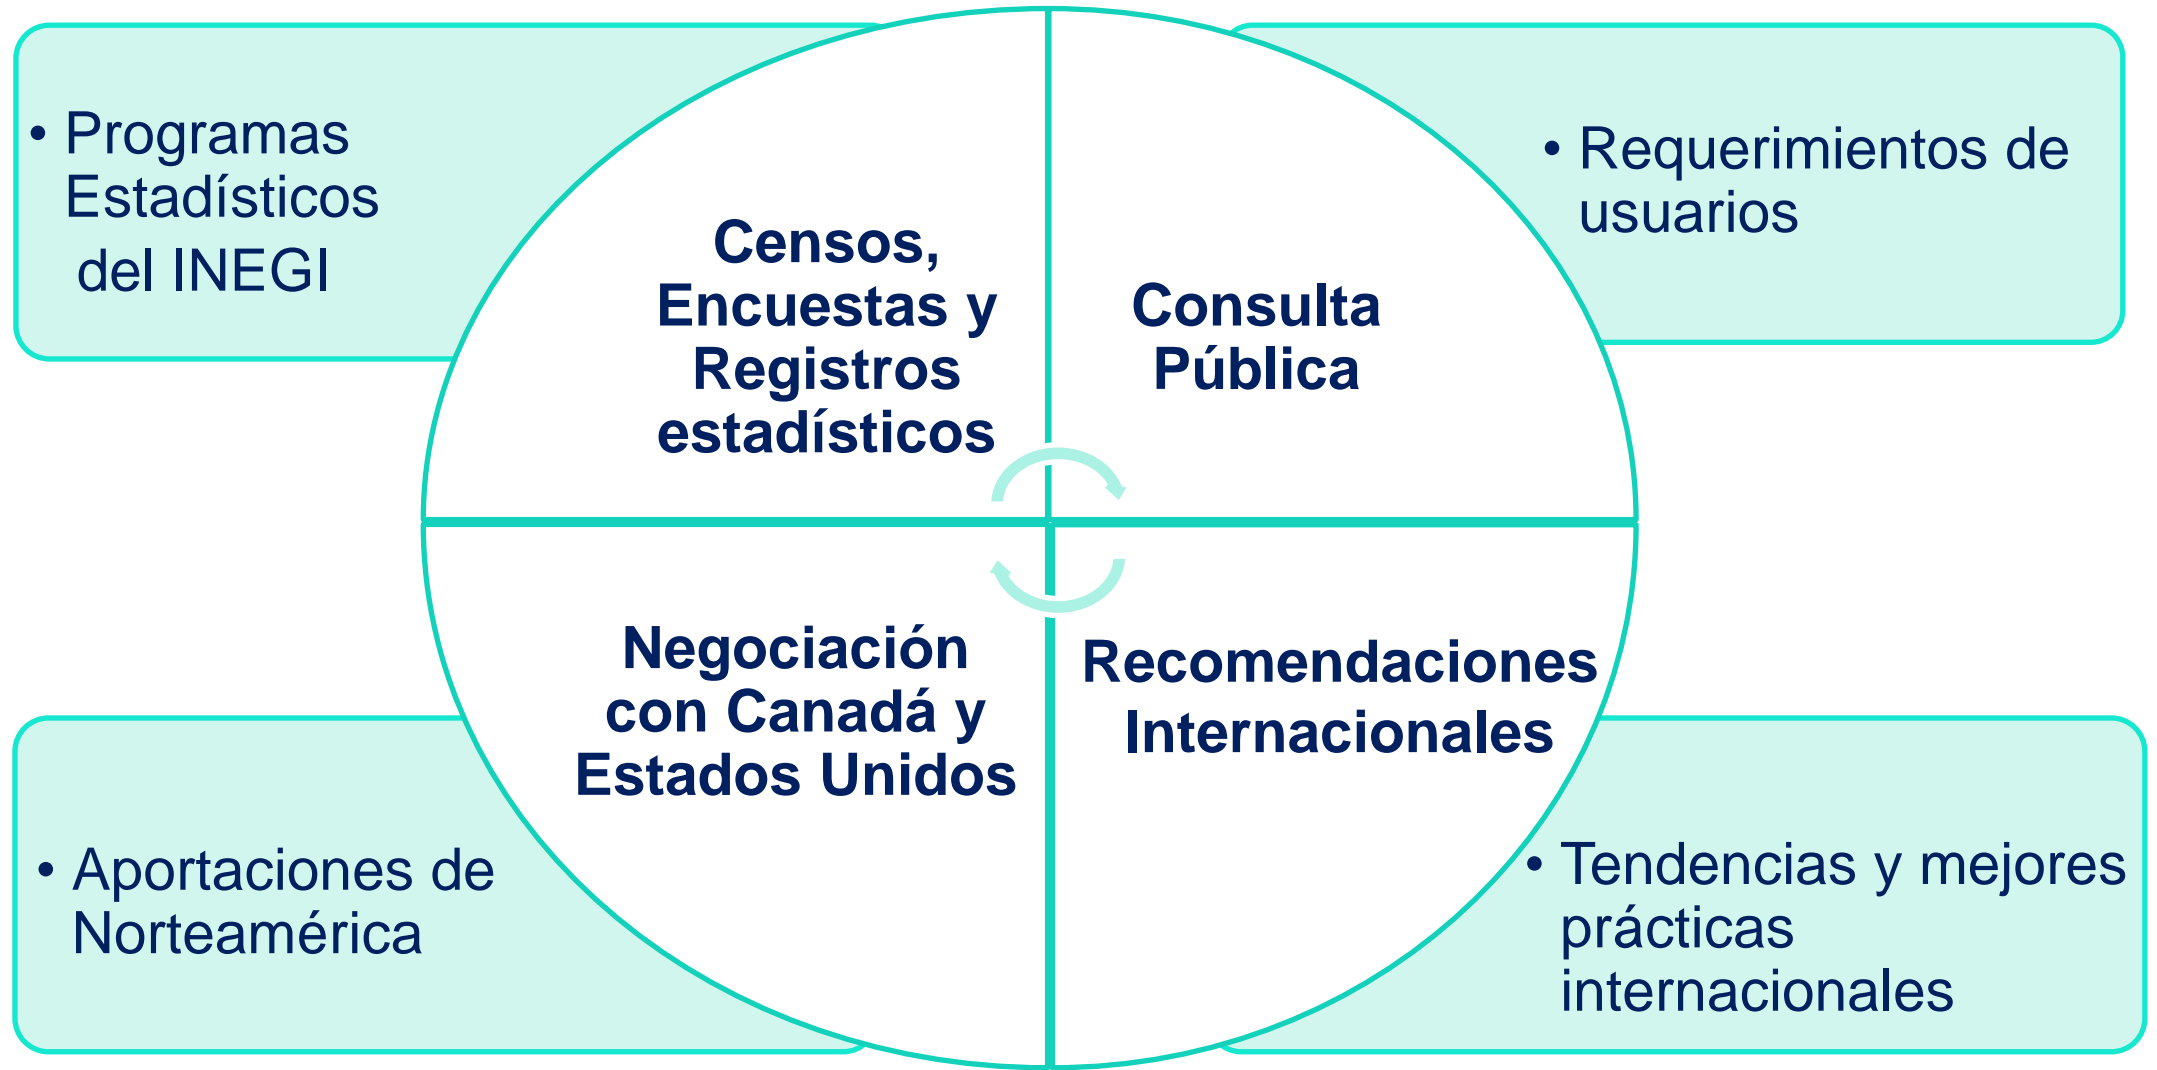 • Programas
Estadísticos
del INEGI
Censos,
Encuestas y
Registros
estadísticos
Consulta
Pública
• Requerimientos de
usuarios
Negociación
con Canadá y
Estados Unidos
Recomendaciones
Internacionales
• Aportaciones de
Norteamérica
• Tendencias y mejores
prácticas
internacionales